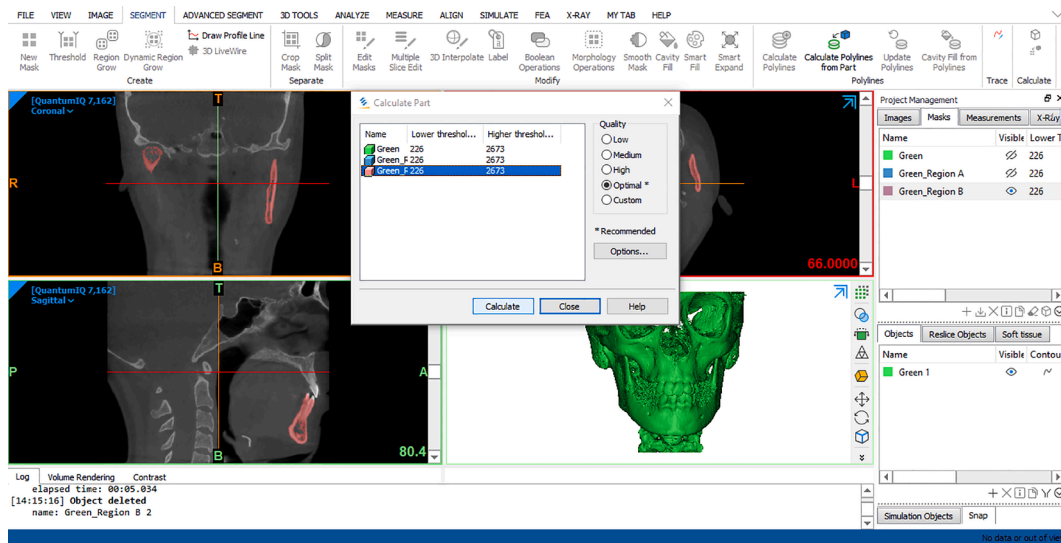 FILE VIEW IMAGE SEGMENT ADVANCED SEGMENT 3D TOOLS ANALYZE MEASURE ALIGN SIMULATE FEA X-RAY MY TAB HELP
New Mask
Threshold
Region Grow
Dynamic Region Grow
Draw Profile Line
3D LiveWire
Crop Mask
Split Mask
Edit Masks
Multiple Slice Edit
3D Interpolate
Label
Boolean Operations
Morphology Operations
Smooth Mask
Cavity Fill
Smart Fill
Smart Expand
Calculate Polylines
Calculate Polylines from Part
Update Polylines
Cavity Fill from Polylines
Create
Separate
Modify
Polylines
Trace
Calculate
[QuantumIQ 7,162]
Coronal
T
R
B
L
66.0000
Calculate Part
Name Lower threshol... Higher threshol...
Green 226 2673
Green_F 226 2673
Green_F 226 2673
Quality
Low
Medium
High
Optimal *
Custom
* Recommended
Options...
Calculate
Close
Help
[QuantumIQ 7,162]
Sagittal
T
P
A
B
80.4
Project Management
Images Masks Measurements X-Ray
Name Visible Lower T
Green 226
Green_Region A 226
Green_Region B 226
Objects Reslice Objects Soft tissue
Name Visible Contou
Green 1
Simulation Objects Snap
Log Volume Rendering Contrast
elapsed time: 00:05.034
[14:15:16] Object deleted
name: Green_Region B 2
No data or out of vie